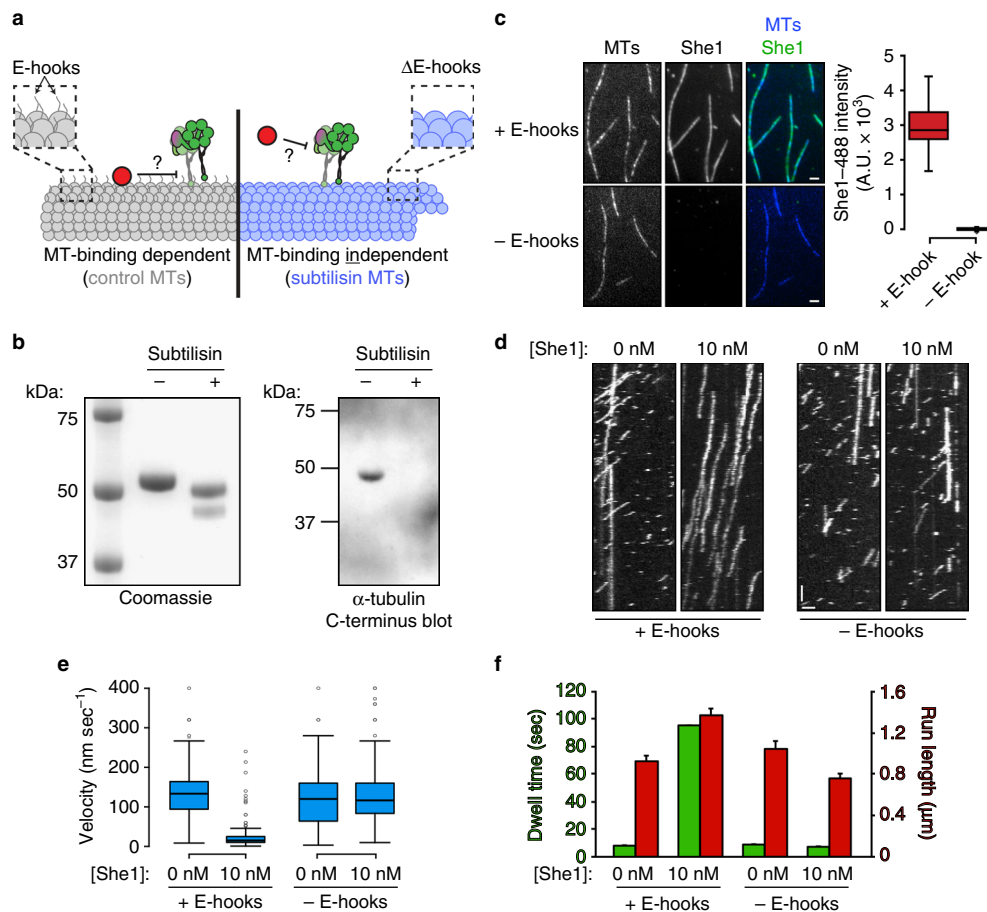 a
E-hooks
ΔE-hooks
?
?
MT-binding dependent
(control MTs)
MT-binding independent
(subtilisin MTs)
b
Subtilisin
kDa:
–
+
75
50
37
Coomassie
Subtilisin
kDa:
–
+
75
50
37
α-tubulin
C-terminus blot
c
MTs
She1
MTs
She1
+ E-hooks
– E-hooks
She1–488 intensity
(A.U. × 10³)
5
4
3
2
1
0
+ E-hook
– E-hook
d
[She1]:
0 nM
10 nM
0 nM
10 nM
+ E-hooks
– E-hooks
e
Velocity (nm sec⁻¹)
400
300
200
100
0
[She1]:
0 nM
10 nM
0 nM
10 nM
+ E-hooks
– E-hooks
f
Dwell time (sec)
120
100
80
60
40
20
0
1.6
1.2
0.8
0.4
0
Run length (μm)
[She1]:
0 nM
10 nM
0 nM
10 nM
+ E-hooks
– E-hooks